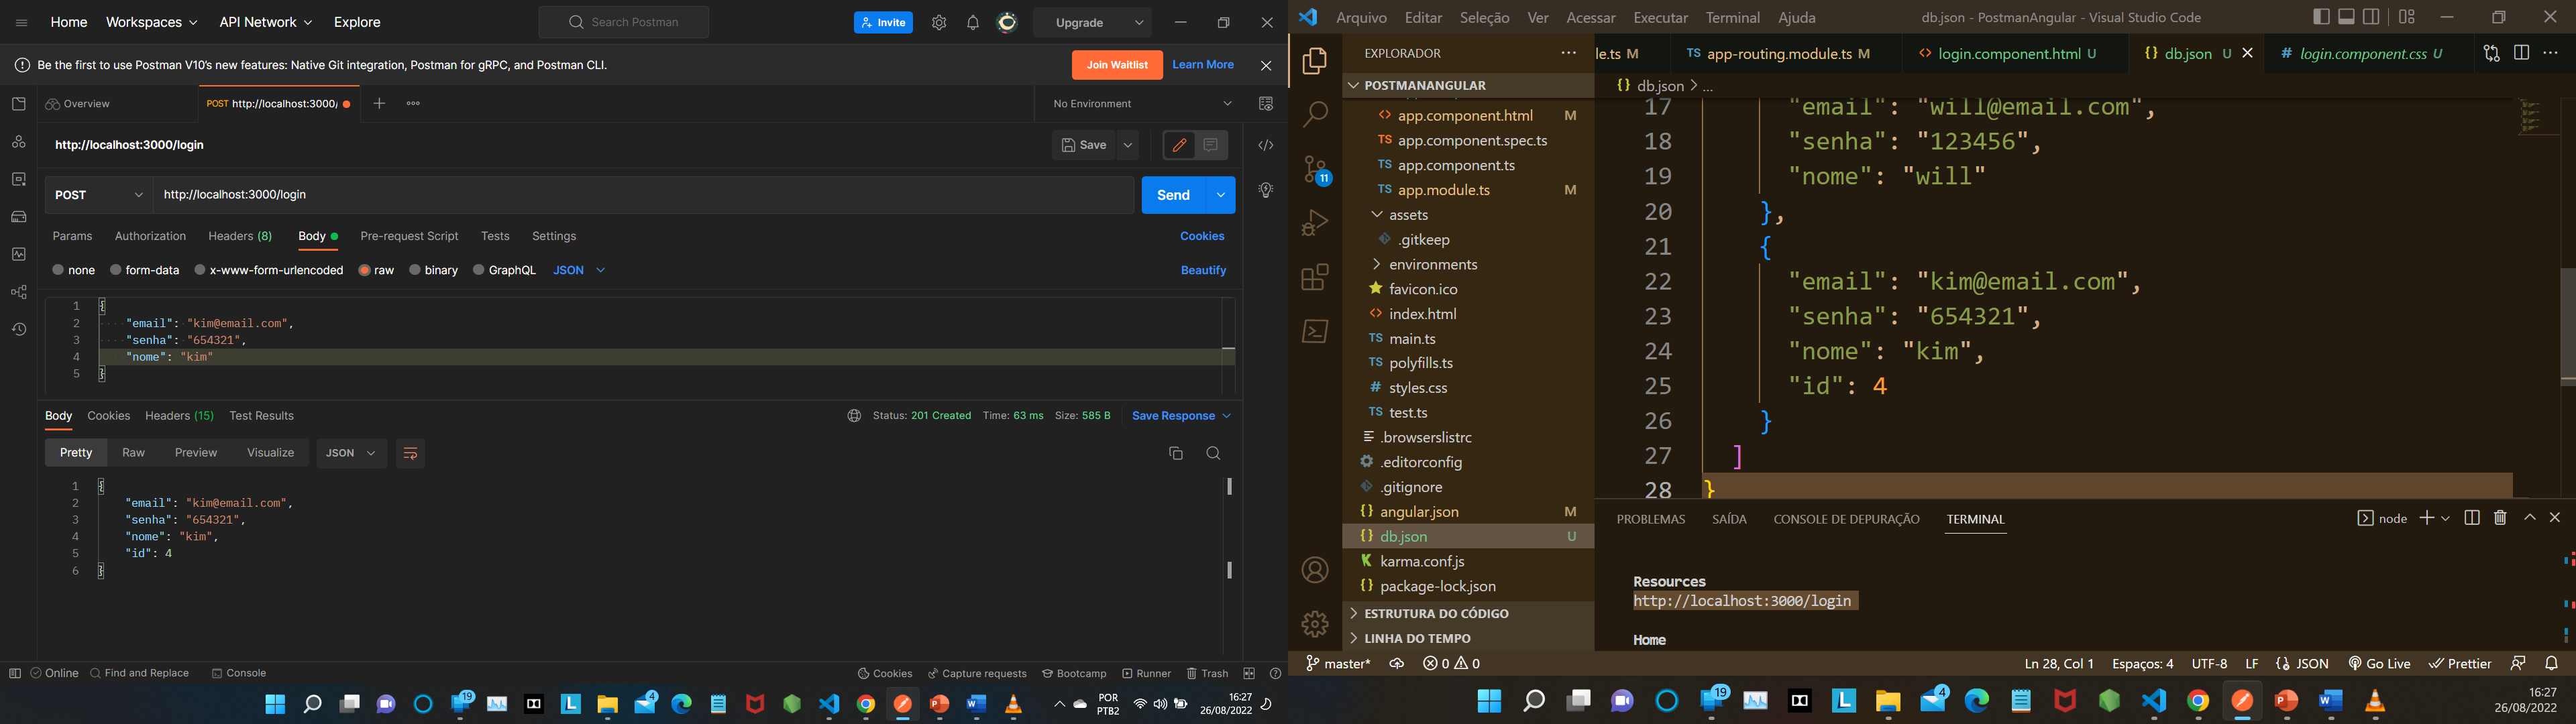 Home Workspaces API Network Explore Search Postman Invite Upgrade
Be the first to use Postman V10's new features: Native Git integration, Postman for gRPC, and Postman CLI. Join Waitlist Learn More
Overview POST http://localhost:3000/ No Environment
http://localhost:3000/login Save
POST http://localhost:3000/login Send
Params Authorization Headers (8) Body Pre-request Script Tests Settings Cookies
none form-data x-www-form-urlencoded raw binary GraphQL JSON Beautify
1 {
2 "email": "kim@email.com",
3 "senha": "654321",
4 "nome": "kim"
5 }
Body Cookies Headers (15) Test Results Status: 201 Created Time: 63 ms Size: 585 B Save Response
Pretty Raw Preview Visualize JSON
1 {
2 "email": "kim@email.com",
3 "senha": "654321",
4 "nome": "kim",
5 "id": 4
6 }
Online Find and Replace Console Cookies Capture requests Bootcamp Runner Trash
19 4 POR PTB2 16:27 26/08/2022
Arquivo Editar Seleção Ver Acessar Executar Terminal Ajuda db.json - PostmanAngular - Visual Studio Code
EXPLORADOR
le.ts M app-routing.module.ts M login.component.html U db.json U login.component.css U
POSTMANANGULAR
db.json > ...
app.component.html M
app.component.spec.ts
app.component.ts
app.module.ts M
assets
.gitkeep
environments
favicon.ico
index.html
main.ts
polyfills.ts
styles.css
test.ts
.browserslistrc
.editorconfig
.gitignore
angular.json M
db.json U
karma.conf.js
package-lock.json
ESTRUTURA DO CÓDIGO
LINHA DO TEMPO
11
17 "email": "will@email.com",
18 "senha": "123456",
19 "nome": "will"
20 },
21 {
22 "email": "kim@email.com",
23 "senha": "654321",
24 "nome": "kim",
25 "id": 4
26 }
27 ]
28 }
PROBLEMAS SAÍDA CONSOLE DE DEPURAÇÃO TERMINAL node
Resources
http://localhost:3000/login
Home
master* 0 0 Ln 28, Col 1 Espaços: 4 UTF-8 LF JSON Go Live Prettier
19 4 16:27
26/08/2022